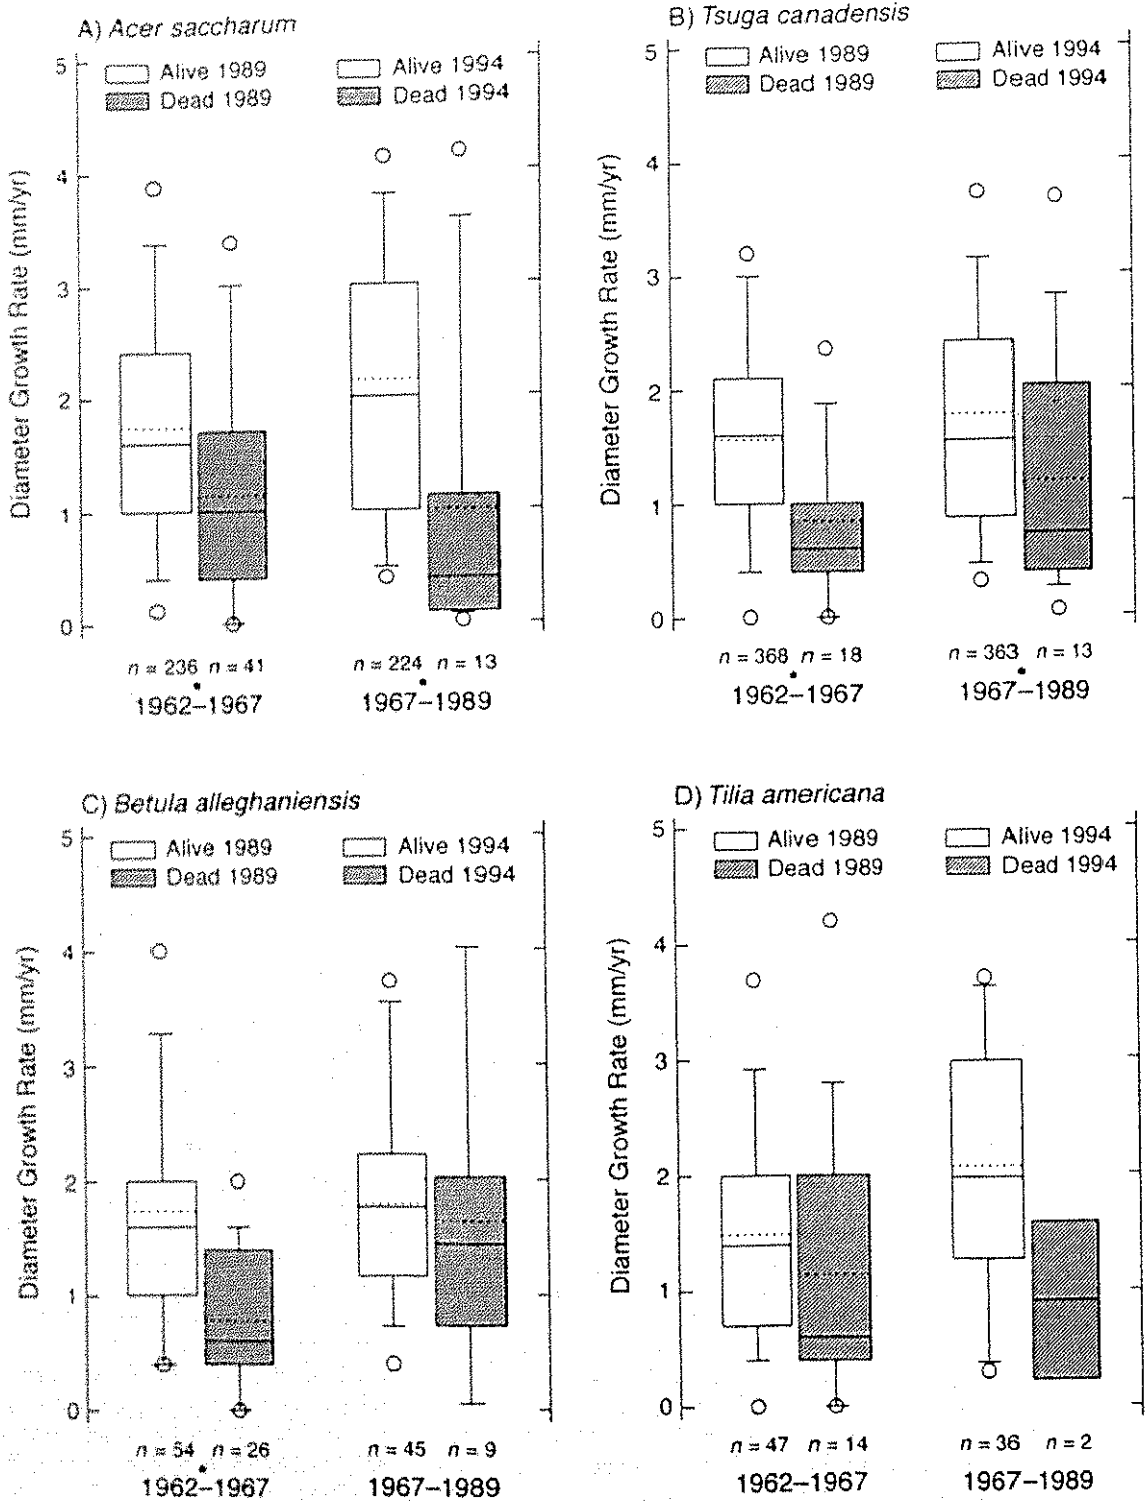 A) Acer saccharum
5
4
3
2
1
0
Diameter Growth Rate (mm/yr)
Alive 1989
Dead 1989
Alive 1994
Dead 1994
n = 236 n = 41
n = 224 n = 13
1962–1967
1967–1989
B) Tsuga canadensis
5
4
3
2
1
0
Diameter Growth Rate (mm/yr)
Alive 1989
Dead 1989
Alive 1994
Dead 1994
n = 368 n = 18
n = 363 n = 13
1962–1967
1967–1989
C) Betula alleghaniensis
5
4
3
2
1
0
Diameter Growth Rate (mm/yr)
Alive 1989
Dead 1989
Alive 1994
Dead 1994
n = 54 n = 26
n = 45 n = 9
1962–1967
1967–1989
D) Tilia americana
5
4
3
2
1
0
Diameter Growth Rate (mm/yr)
Alive 1989
Dead 1989
Alive 1994
Dead 1994
n = 47 n = 14
n = 36 n = 2
1962–1967
1967–1989